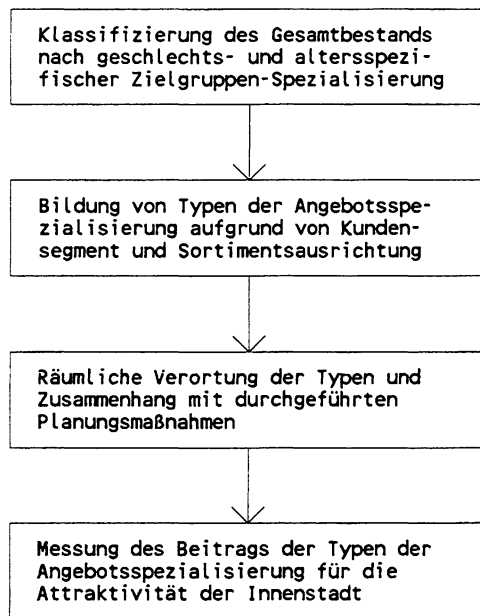 Klassifizierung des Gesamtbestands
nach geschlechts- und altersspezi-
fischer Zielgruppen-Spezialisierung
Bildung von Typen der Angebotsspe-
zialisierung aufgrund von Kunden-
segment und Sortimentsausrichtung
Räumliche Verortung der Typen und
Zusammenhang mit durchgeführten
Planungsmaßnahmen
Messung des Beitrags der Typen der
Angebotsspezialisierung für die
Attraktivität der Innenstadt